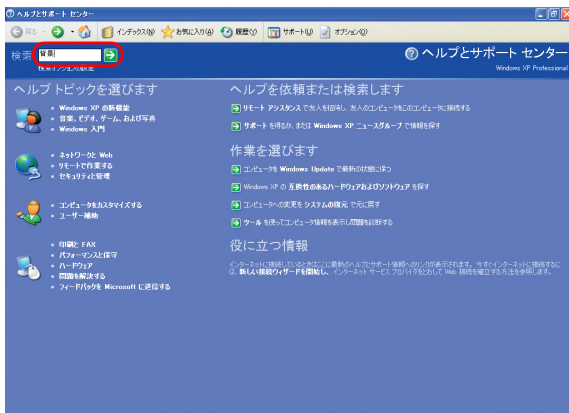 ヘルプとサポート センター
戻る インデックス(N) お気に入り(A) 履歴(Y) サポート(U) オプション(O)
検索
検索オプションの設定
ヘルプとサポート センター
Windows XP Professional
ヘルプ トピックを選びます
Windows XP の新機能
音楽、ビデオ、ゲーム、および写真
Windows 入門
ネットワークと Web
リモートで作業する
セキュリティと管理
コンピュータをカスタマイズする
ユーザー補助
印刷と FAX
パフォーマンスと保守
ハードウェア
問題を解決する
フィードバックを Microsoft に送信する
ヘルプを依頼または検索します
リモート アシスタンス で友人を招待し、友人のコンピュータをこのコンピュータに接続する
サポート を得るか、または Windows XP ニュースグループ で情報を探す
作業を選びます
コンピュータを Windows Update で最新の状態に保つ
Windows XP の 互換性のあるハードウェアおよびソフトウェア を探す
コンピュータへの変更を システムの復元 で元に戻す
ツール を使ってコンピュータ情報を表示し問題を診断する
役に立つ情報
インターネットに接続しているときはここに最新のヘルプとサポート情報へのリンクが表示されます。今すぐインターネットに接続するに
は、新しい接続ウィザードを開始し、インターネット サービス プロバイダをとおして Web 接続を確立する方法を参照します。